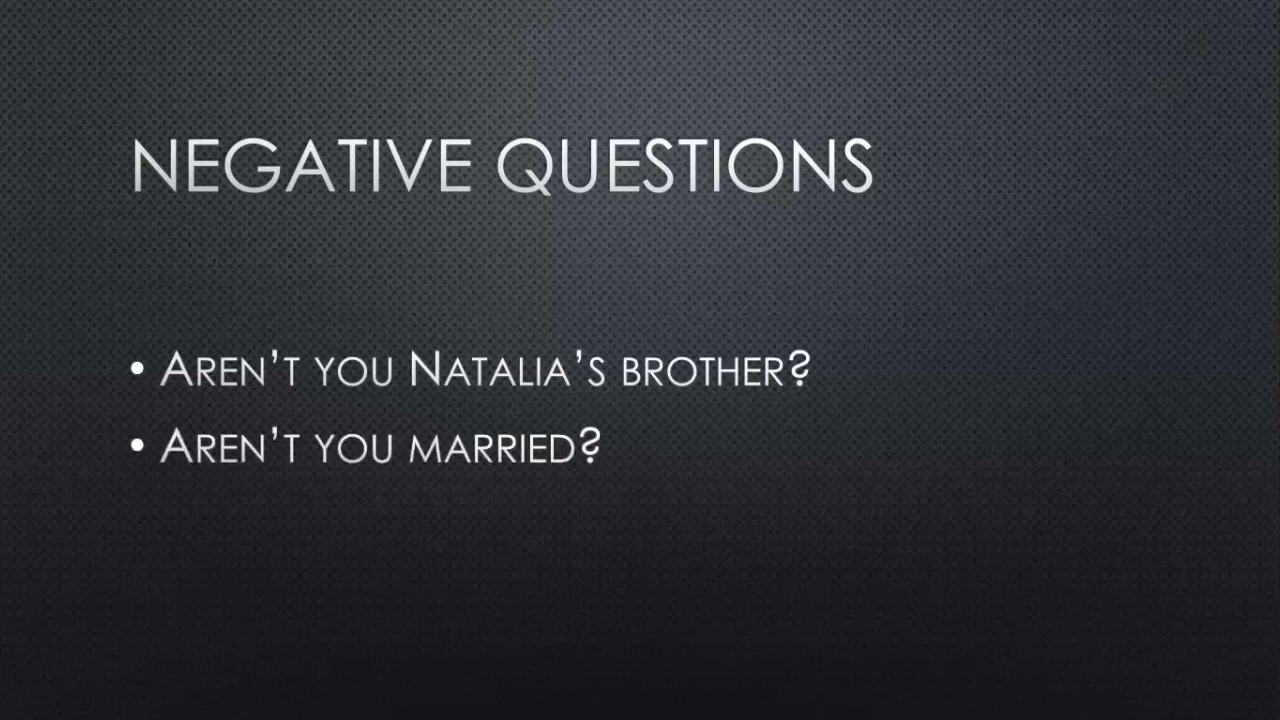 NEGATIVE QUESTIONS
• AREN'T YOU NATALIA'S BROTHER?
• AREN'T YOU MARRIED?